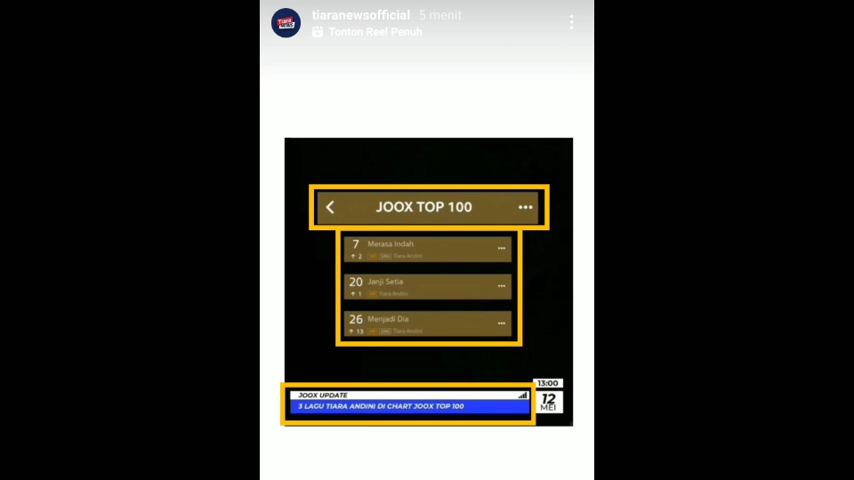 Tiara
NEWS
tiaranewsofficial 5 menit
Tonton Reel Penuh
JOOX TOP 100
7 Merasa Indah
2 Tiara Andini
20 Janji Setia
1 Tiara Andini
26 Menjadi Dia
13 Tiara Andini
13:00
JOOX UPDATE
3 LAGU TIARA ANDINI DI CHART JOOX TOP 100
12
MEI